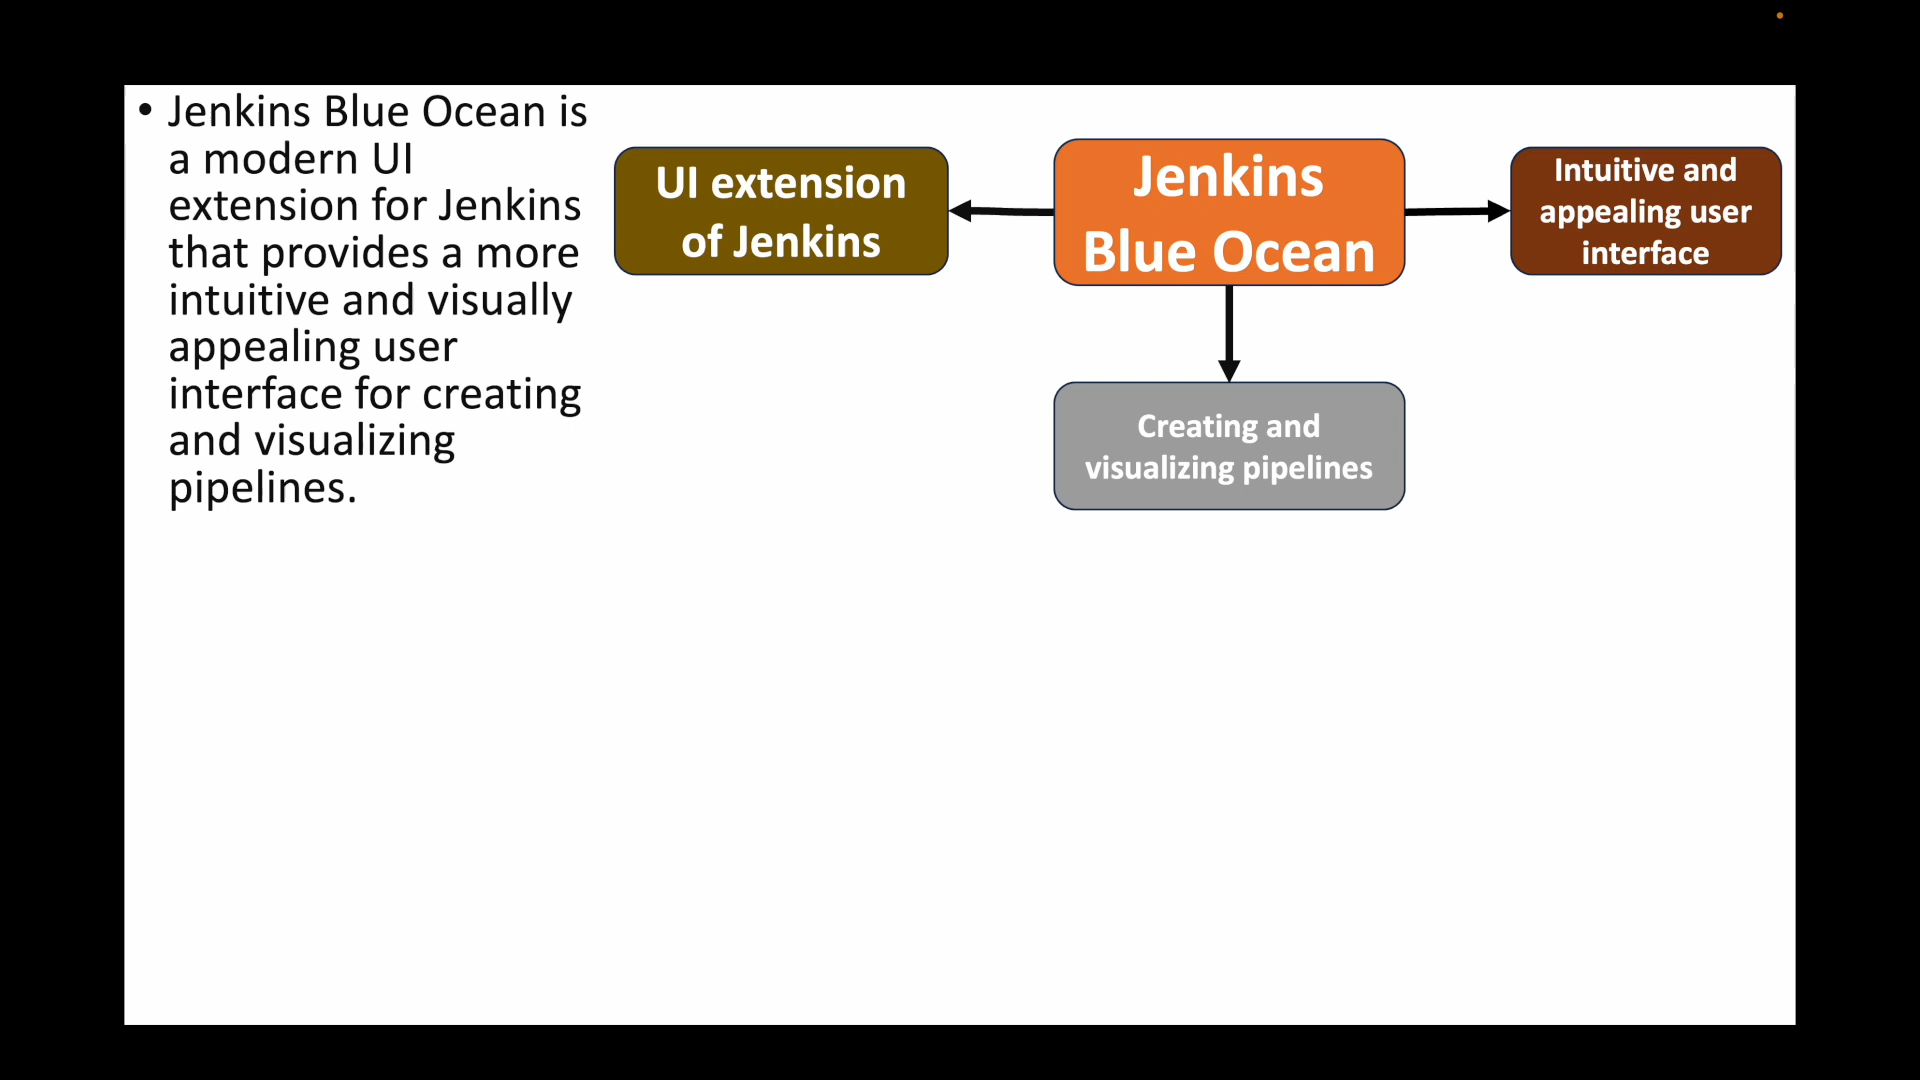 • Jenkins Blue Ocean is
a modern UI
extension for Jenkins
that provides a more
intuitive and visually
appealing user
interface for creating
and visualizing
pipelines.
UI extension
of Jenkins
Jenkins
Blue Ocean
Intuitive and
appealing user
interface
Creating and
visualizing pipelines